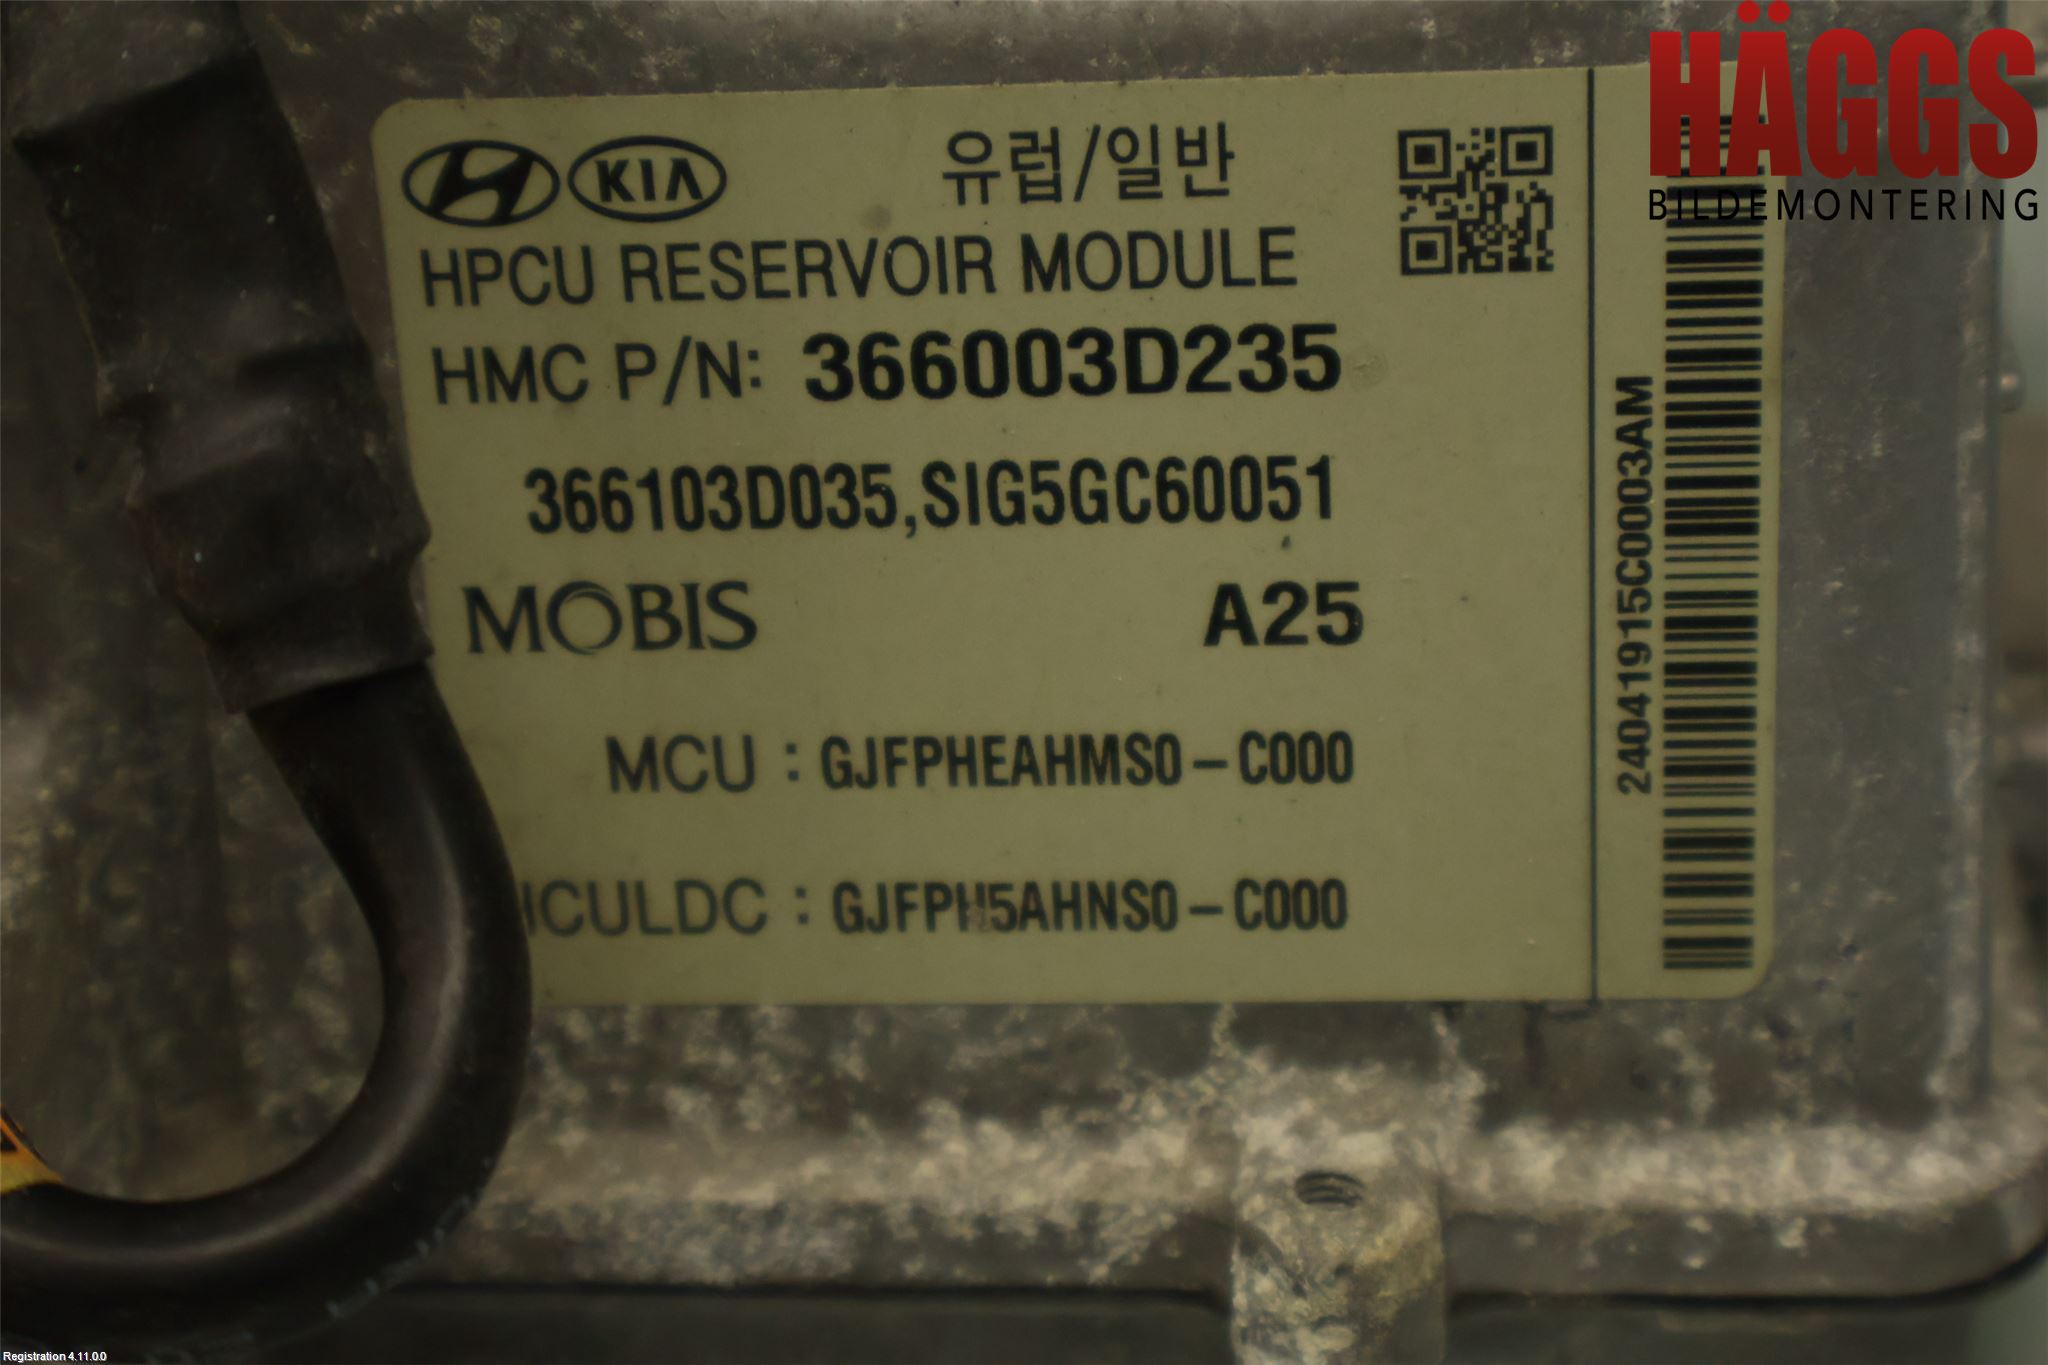 HÄGGS
BILDEMONTERING
KIA
유럽/일반
HPCU RESERVOIR MODULE
HMC P/N: 366003D235
366103D035,SIG5GC60051
MOBIS A25
MCU : GJFPHEAHMS0-C000
: GJFPH5AHNS0-C000
24041915C0003AM
Registration 4.11.0.0